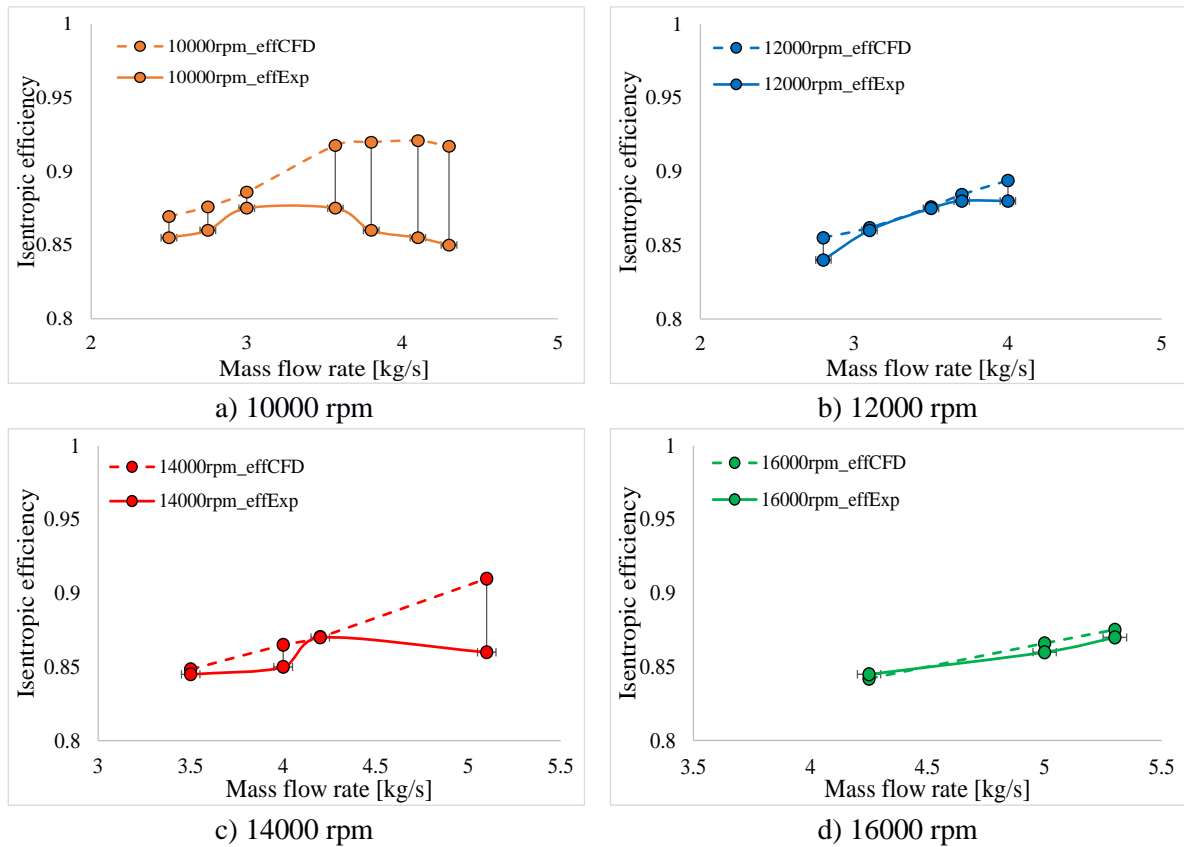 1
0.95
0.9
0.85
0.8
Isentropic efficiency
10000rpm_effCFD
10000rpm_effExp
2 3 4 5
Mass flow rate [kg/s]
a) 10000 rpm
1
0.95
0.9
0.85
0.8
Isentropic efficiency
12000rpm_effCFD
12000rpm_effExp
2 3 4 5
Mass flow rate [kg/s]
b) 12000 rpm
1
0.95
0.9
0.85
0.8
Isentropic efficiency
14000rpm_effCFD
14000rpm_effExp
3 3.5 4 4.5 5 5.5
Mass flow rate [kg/s]
c) 14000 rpm
1
0.95
0.9
0.85
0.8
Isentropic efficiency
16000rpm_effCFD
16000rpm_effExp
3.5 4 4.5 5 5.5
Mass flow rate [kg/s]
d) 16000 rpm